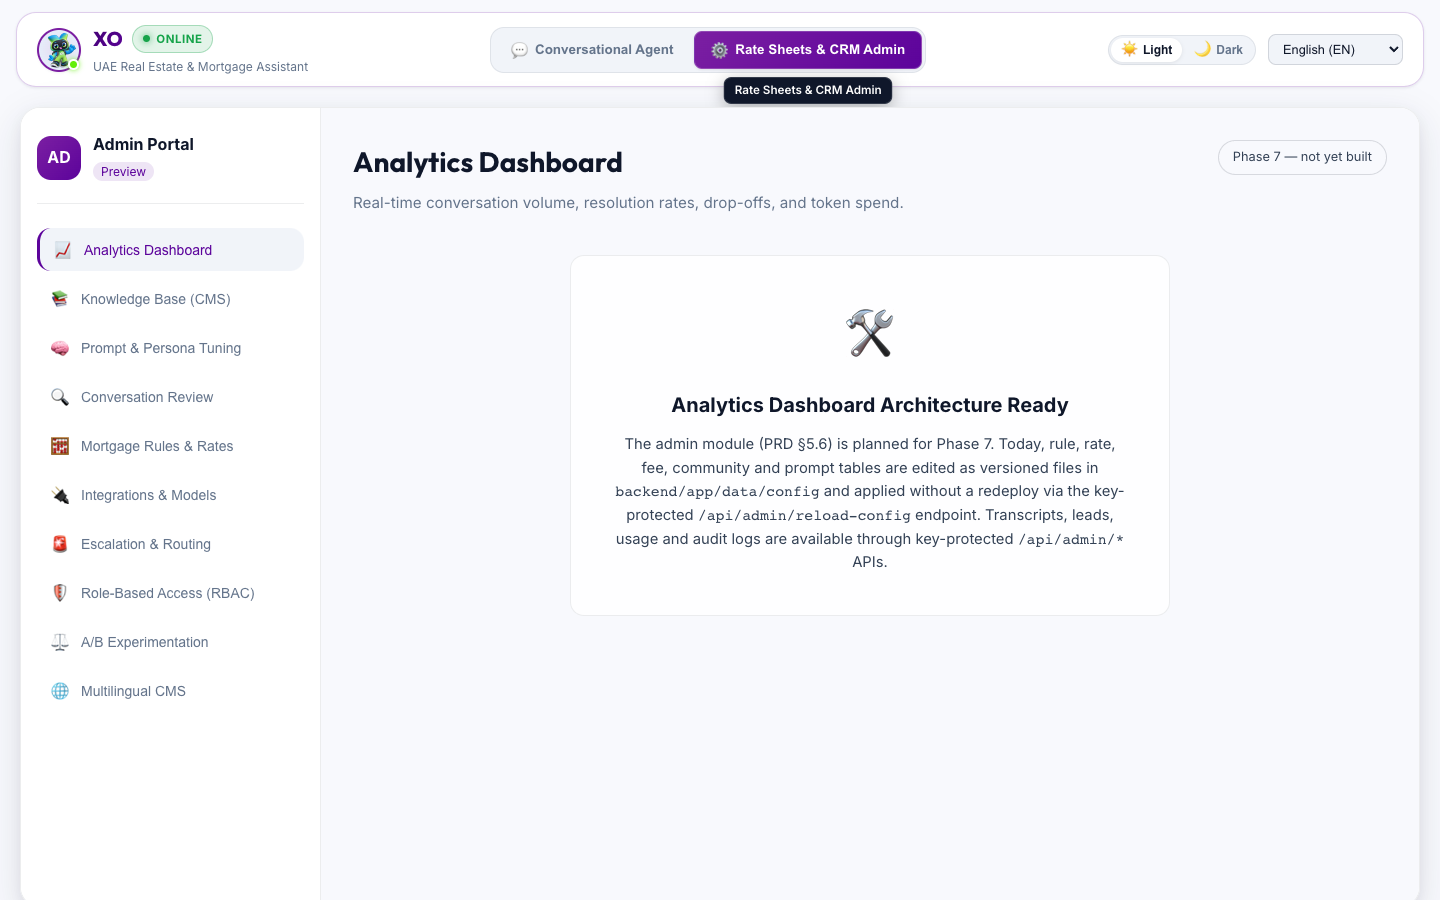 XO
ONLINE
UAE Real Estate & Mortgage Assistant
Conversational Agent
Rate Sheets & CRM Admin
Light
Dark
English (EN)
Rate Sheets & CRM Admin
AD
Admin Portal
Preview
Analytics Dashboard
Knowledge Base (CMS)
Prompt & Persona Tuning
Conversation Review
Mortgage Rules & Rates
Integrations & Models
Escalation & Routing
Role-Based Access (RBAC)
A/B Experimentation
Multilingual CMS
Analytics Dashboard
Phase 7 — not yet built
Real-time conversation volume, resolution rates, drop-offs, and token spend.
Analytics Dashboard Architecture Ready
The admin module (PRD §5.6) is planned for Phase 7. Today, rule, rate,
fee, community and prompt tables are edited as versioned files in
backend/app/data/config and applied without a redeploy via the key-
protected /api/admin/reload-config endpoint. Transcripts, leads,
usage and audit logs are available through key-protected /api/admin/*
APIs.